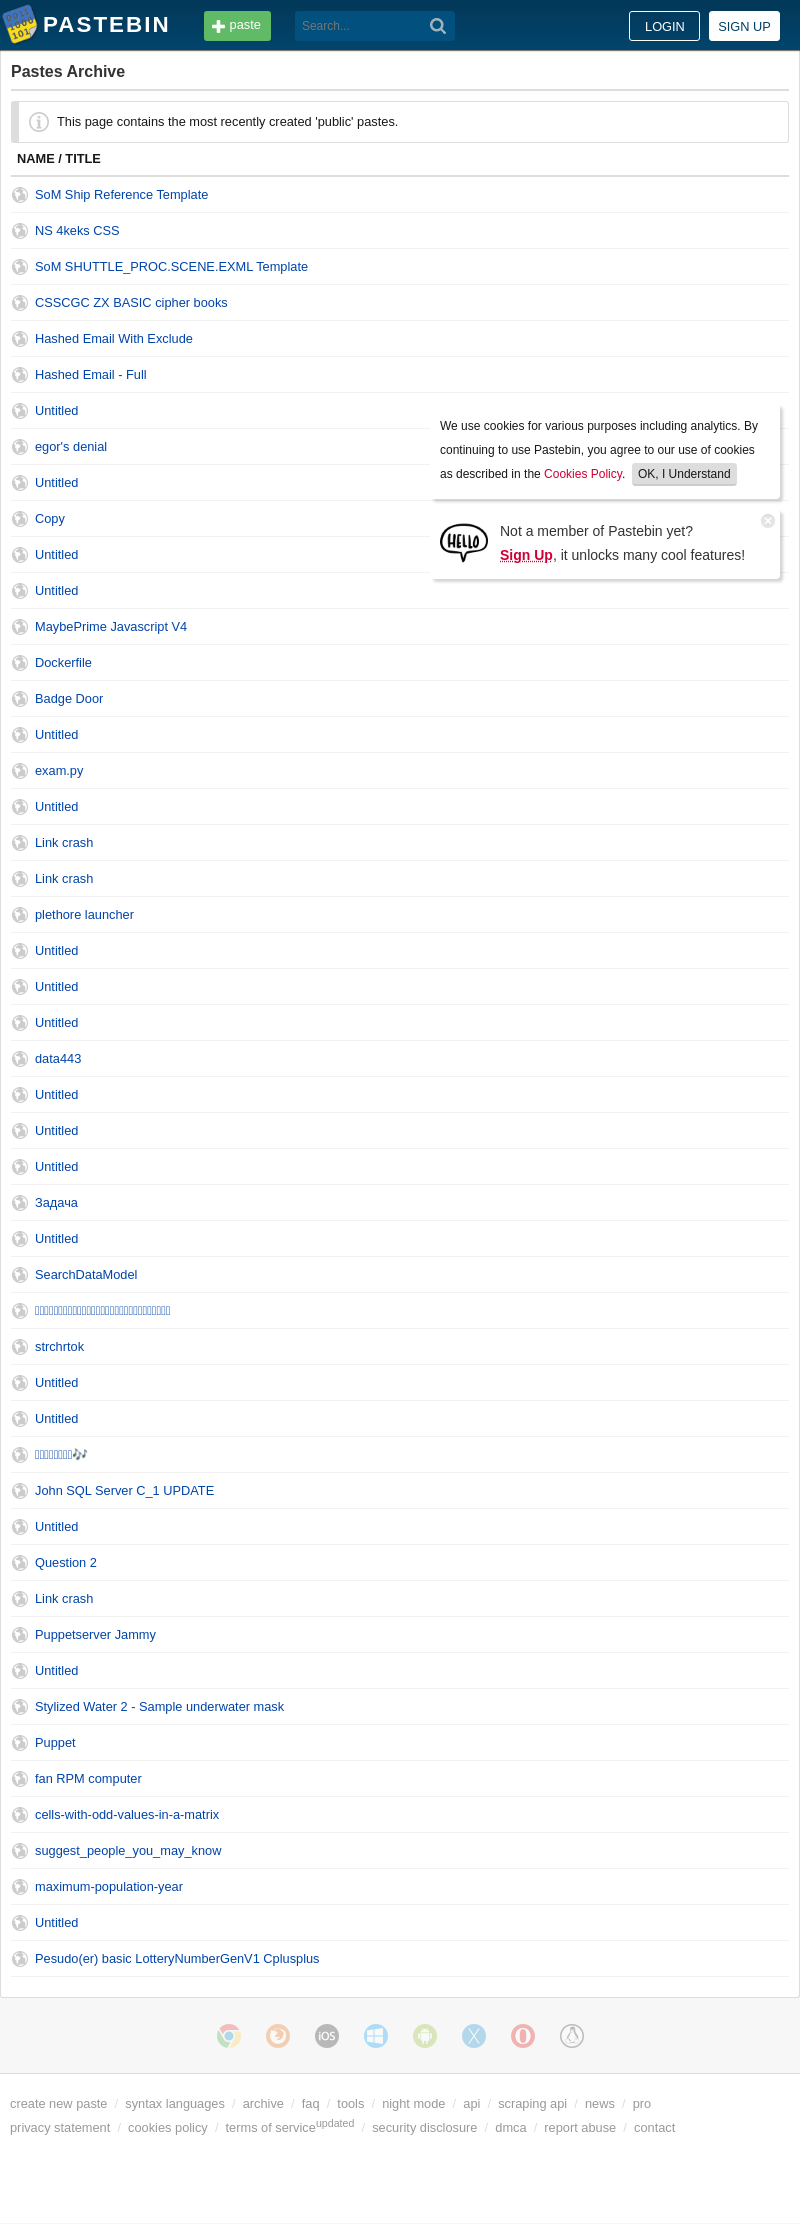 PASTEBIN
paste
Search...
LOGIN
SIGN UP
Pastes Archive
This page contains the most recently created 'public' pastes.
NAME / TITLE
SoM Ship Reference Template
NS 4keks CSS
SoM SHUTTLE_PROC.SCENE.EXML Template
CSSCGC ZX BASIC cipher books
Hashed Email With Exclude
Hashed Email - Full
Untitled
egor's denial
Untitled
Copy
Untitled
Untitled
We use cookies for various purposes including analytics. By
continuing to use Pastebin, you agree to our use of cookies
as described in the Cookies Policy. OK, I Understand
HELLO
Not a member of Pastebin yet?
Sign Up, it unlocks many cool features!
MaybePrime Javascript V4
Dockerfile
Badge Door
Untitled
exam.py
Untitled
Link crash
Link crash
plethore launcher
Untitled
Untitled
Untitled
data443
Untitled
Untitled
Untitled
Задача
Untitled
SearchDataModel
strchrtok
Untitled
Untitled
🎶
John SQL Server C_1 UPDATE
Untitled
Question 2
Link crash
Puppetserver Jammy
Untitled
Stylized Water 2 - Sample underwater mask
Puppet
fan RPM computer
cells-with-odd-values-in-a-matrix
suggest_people_you_may_know
maximum-population-year
Untitled
Pesudo(er) basic LotteryNumberGenV1 Cplusplus
iOS
create new paste / syntax languages / archive / faq / tools / night mode / api / scraping api / news / pro
privacy statement / cookies policy / terms of service updated / security disclosure / dmca / report abuse / contact